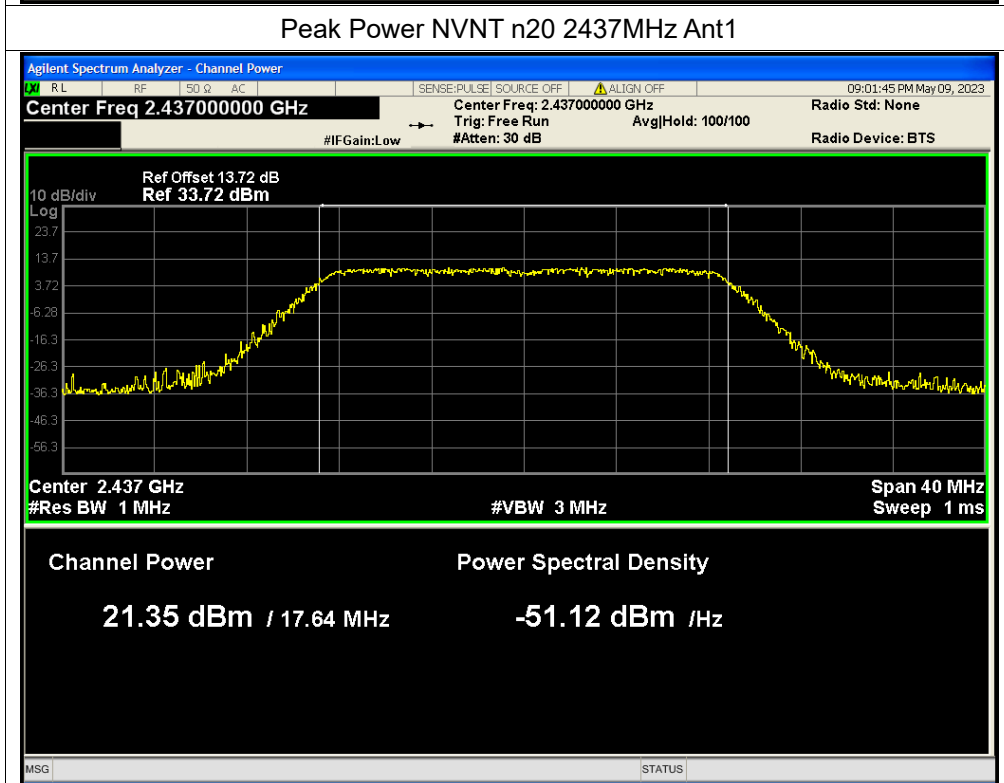 Peak Power NVNT n20 2437MHz Ant1
Agilent Spectrum Analyzer - Channel Power
LXI RL RF 50 Ω AC SENSE:PULSE SOURCE OFF ALIGN OFF 09:01:45 PM May 09, 2023
Center Freq 2.437000000 GHz Center Freq: 2.437000000 GHz Radio Std: None
Trig: Free Run Avg|Hold: 100/100
#IFGain:Low #Atten: 30 dB Radio Device: BTS
Ref Offset 13.72 dB
10 dB/div Ref 33.72 dBm
Log
23.7
13.7
3.72
-6.28
-16.3
-26.3
-36.3
-46.3
-56.3
Center 2.437 GHz Span 40 MHz
#Res BW 1 MHz #VBW 3 MHz Sweep 1 ms
Channel Power Power Spectral Density
21.35 dBm / 17.64 MHz -51.12 dBm /Hz
MSG STATUS